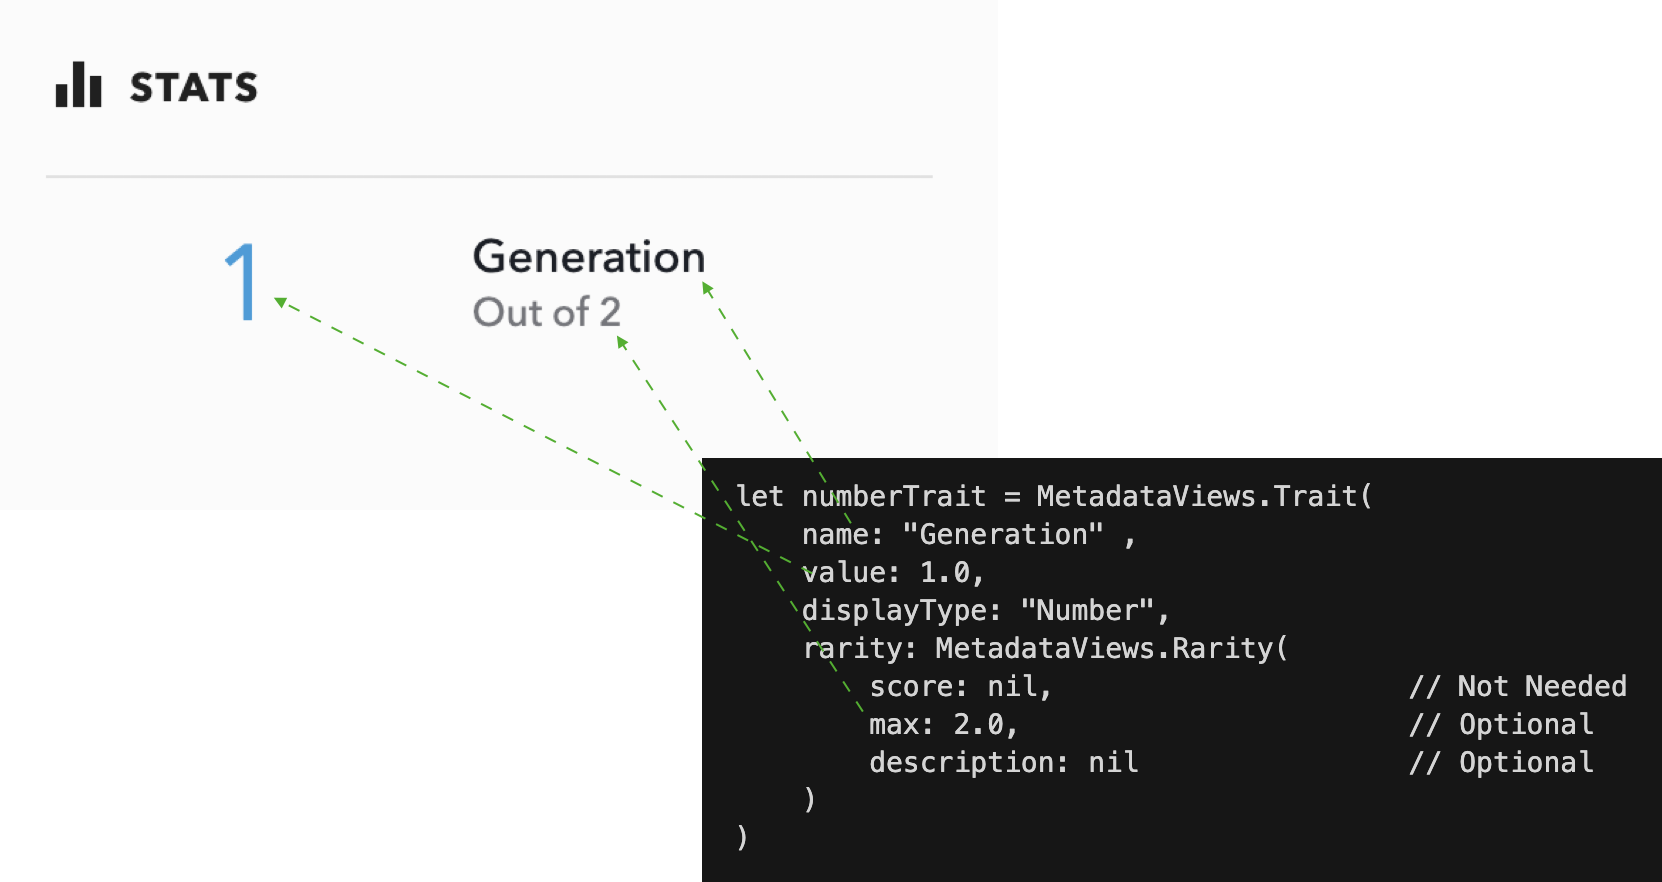 STATS
1
Generation
Out of 2
let numberTrait = MetadataViews.Trait(
    name: "Generation" ,
    value: 1.0,
    displayType: "Number",
    rarity: MetadataViews.Rarity(
        score: nil,                      // Not Needed
        max: 2.0,                        // Optional
        description: nil                 // Optional
    )
)